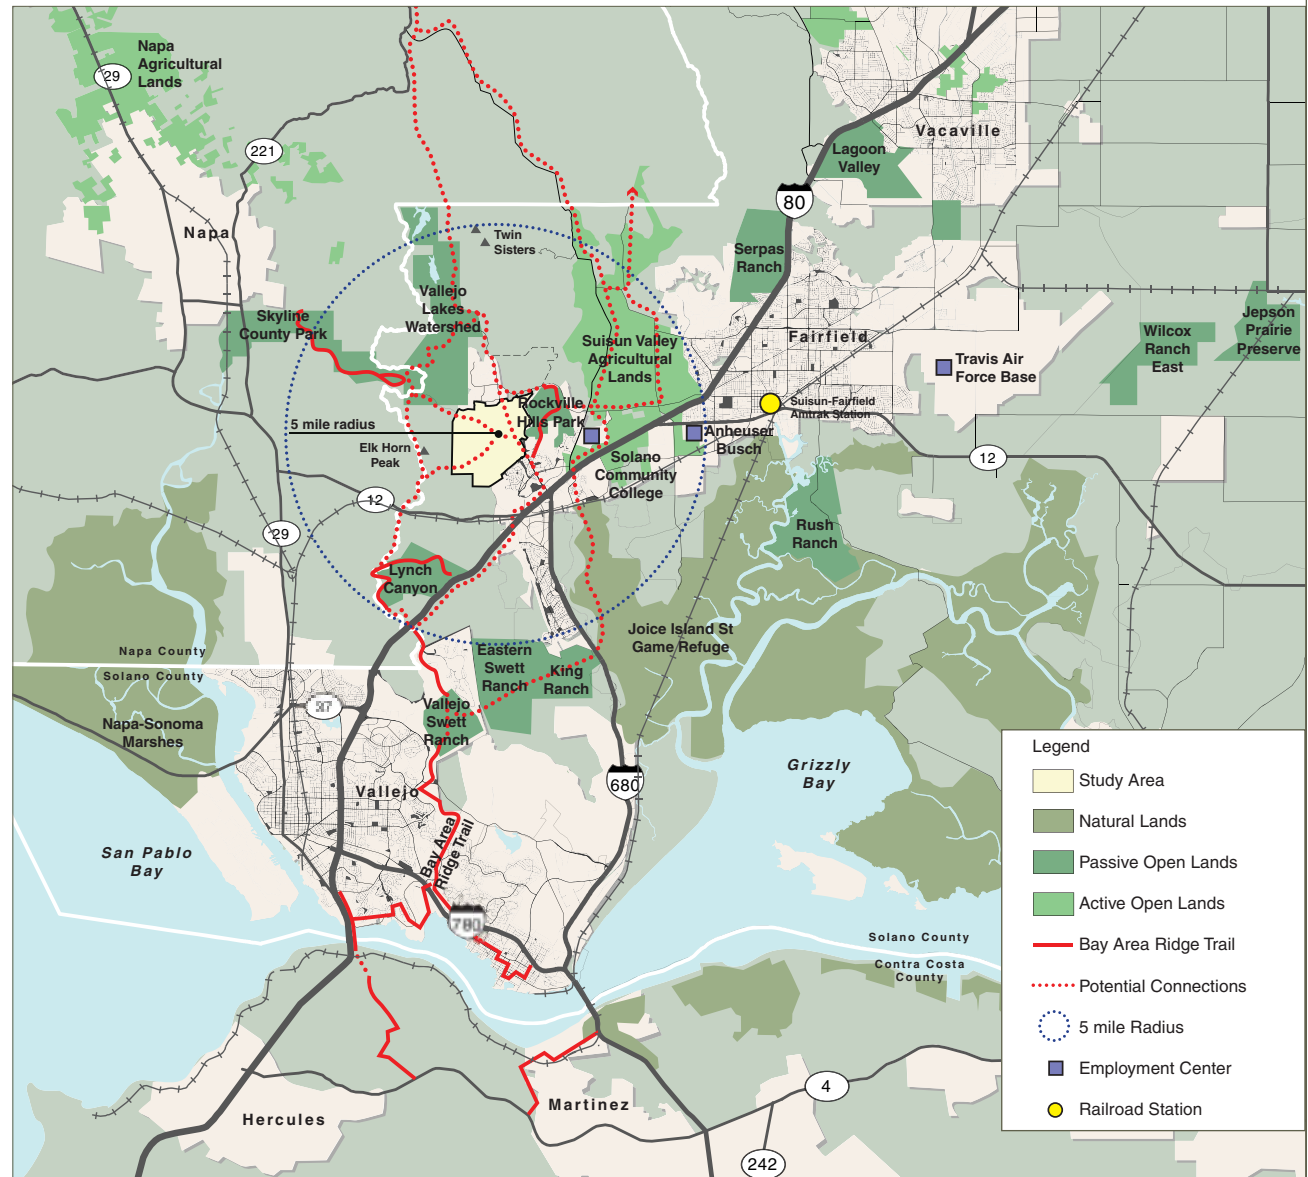 Napa
Agricultural
Lands
29
221
Napa
Vacaville
Lagoon
Valley
80
Twin
Sisters
Serpas
Ranch
Vallejo
Lakes
Watershed
Skyline
County Park
Suisun Valley
Agricultural
Lands
Fairfield
Jepson
Prairie
Preserve
Wilcox
Ranch
East
Travis Air
Force Base
Suisun-Fairfield
Amtrak Station
Rockville
Hills Park
5 mile radius
Anheuser
Busch
Elk Horn
Peak
Solano
Community
College
12
12
29
Rush
Ranch
Lynch
Canyon
Joice Island St
Game Refuge
Napa County
Solano County
Eastern
Swett
Ranch
King
Ranch
Vallejo
Swett
Ranch
Napa-Sonoma
Marshes
37
Grizzly
Bay
680
Vallejo
Bay Area
Ridge Trail
San Pablo
Bay
780
Solano County
Contra Costa
County
Hercules
Martinez
4
242
Legend
Study Area
Natural Lands
Passive Open Lands
Active Open Lands
Bay Area Ridge Trail
Potential Connections
5 mile Radius
Employment Center
Railroad Station